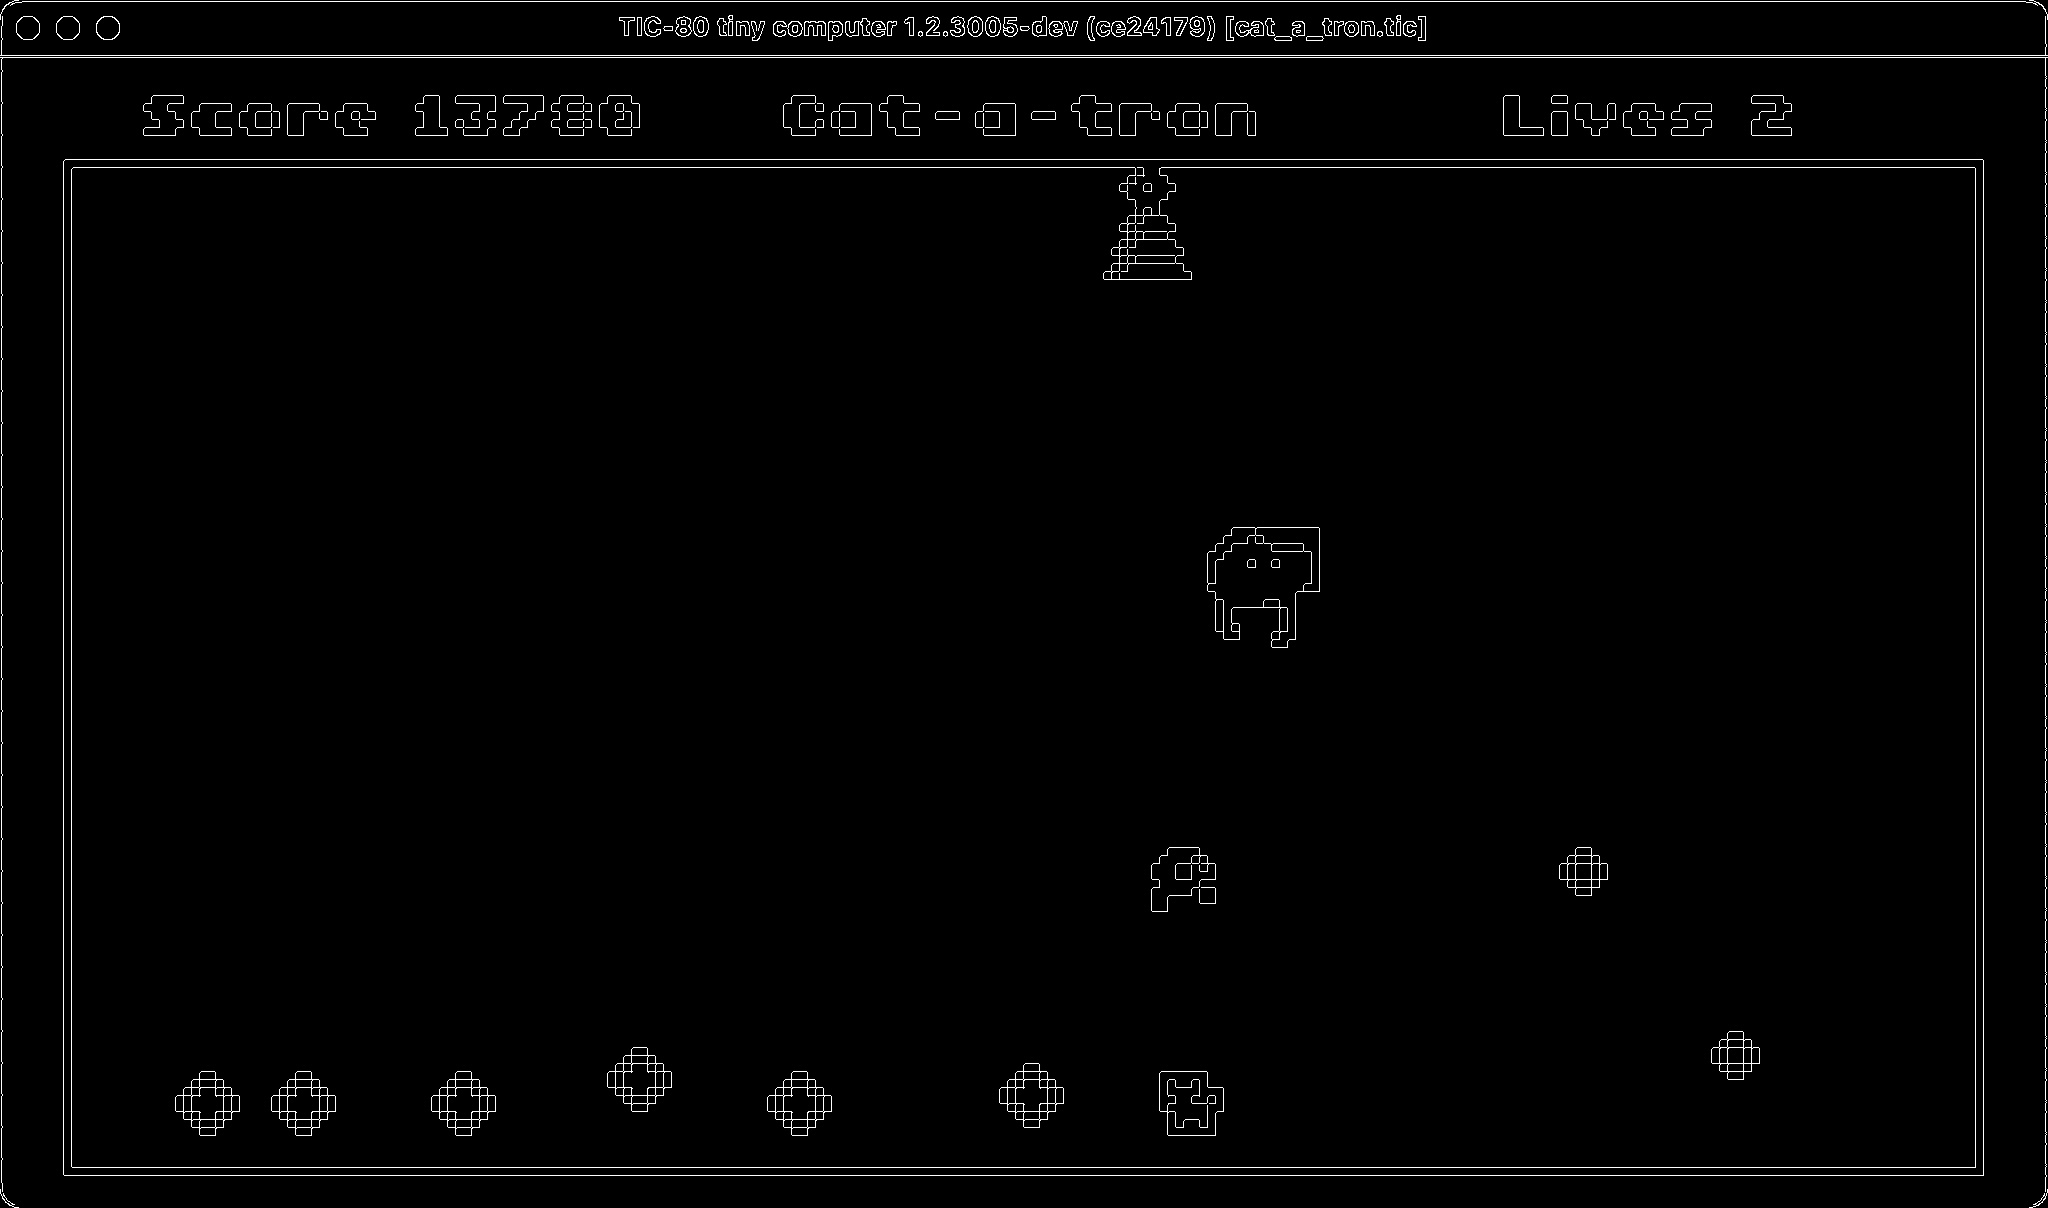 TIC-80 tiny computer 1.2.3005-dev (ce24179) [cat_a_tron.tic]
Score 13780 Cat-a-tron Lives 2